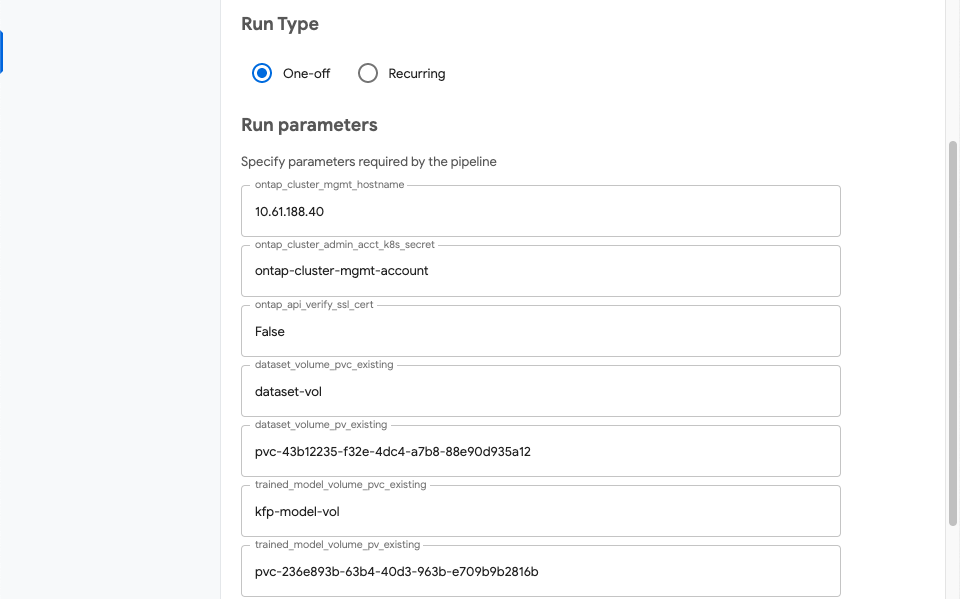 Run Type
One-off
Recurring
Run parameters
Specify parameters required by the pipeline
ontap_cluster_mgmt_hostname
10.61.188.40
ontap_cluster_admin_acct_k8s_secret
ontap-cluster-mgmt-account
ontap_api_verify_ssl_cert
False
dataset_volume_pvc_existing
dataset-vol
dataset_volume_pv_existing
pvc-43b12235-f32e-4dc4-a7b8-88e90d935a12
trained_model_volume_pvc_existing
kfp-model-vol
trained_model_volume_pv_existing
pvc-236e893b-63b4-40d3-963b-e709b9b2816b